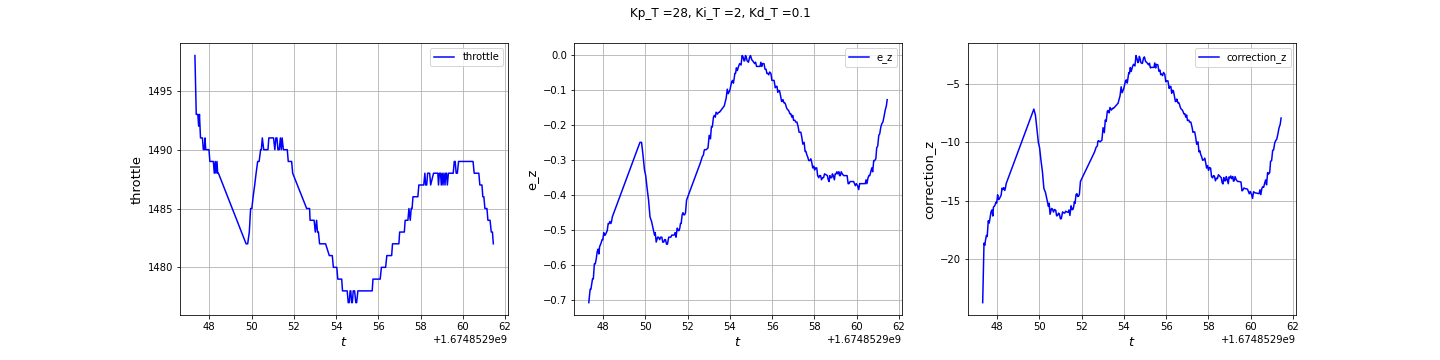 Kp_T =28, Ki_T =2, Kd_T =0.1
throttle
1495
1490
1485
1480
throttle
48 50 52 54 56 58 60 62
t
+1.6748529e9
e_z
0.0
−0.1
−0.2
−0.3
−0.4
−0.5
−0.6
−0.7
e_z
48 50 52 54 56 58 60 62
t
+1.6748529e9
correction_z
−5
−10
−15
−20
correction_z
48 50 52 54 56 58 60 62
t
+1.6748529e9